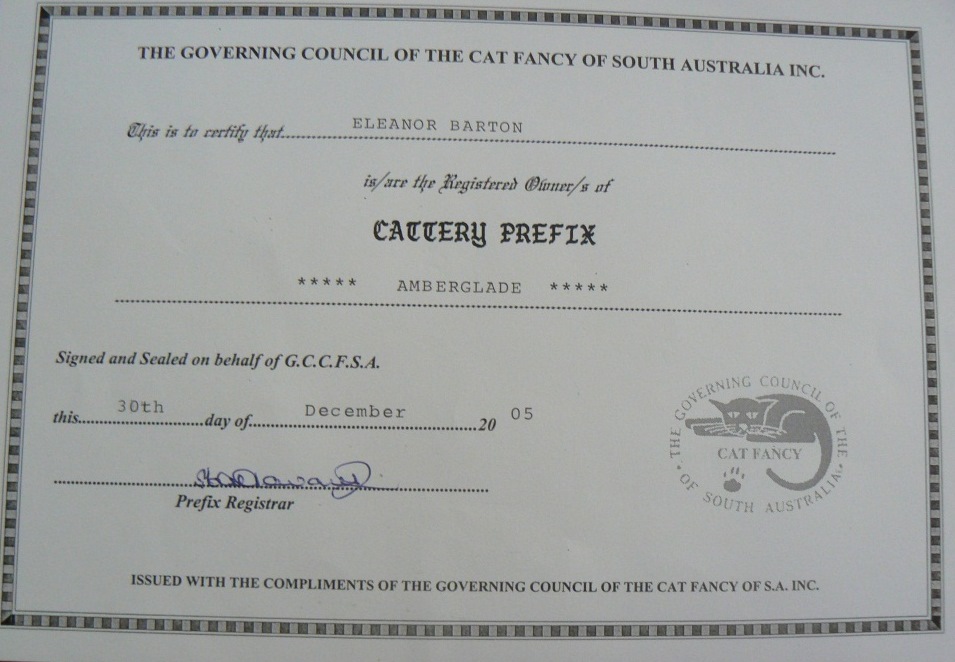 THE GOVERNING COUNCIL OF THE CAT FANCY OF SOUTH AUSTRALIA INC.
This is to certify that ELEANOR BARTON
is/are the Registered Owner/s of
CATTERY PREFIX
***** AMBERGLADE *****
Signed and Sealed on behalf of G.C.C.F.S.A.
this 30th day of December 20 05
Prefix Registrar
THE GOVERNING COUNCIL OF THE
CAT FANCY
OF SOUTH AUSTRALIA
ISSUED WITH THE COMPLIMENTS OF THE GOVERNING COUNCIL OF THE CAT FANCY OF S.A. INC.